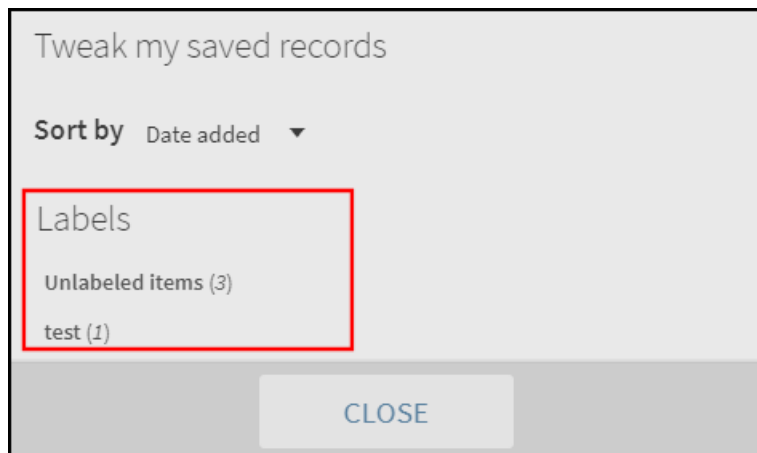 Tweak my saved records
Sort by Date added
Labels
Unlabeled items (3)
test (1)
CLOSE